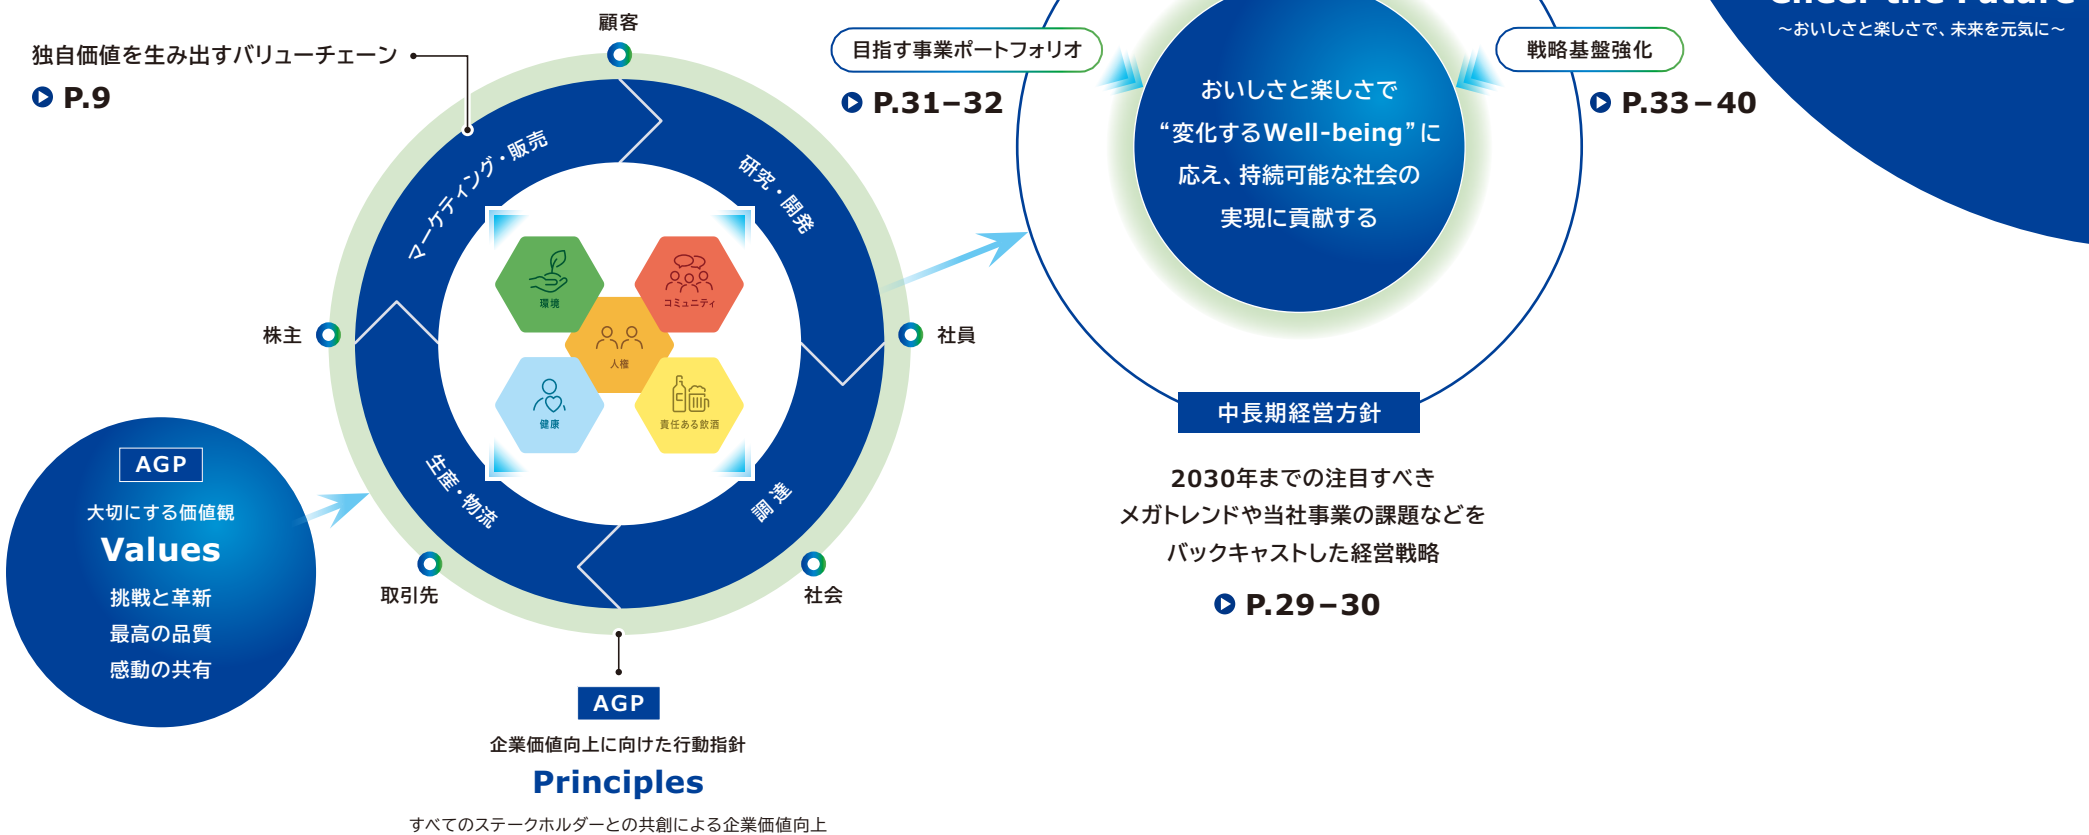 顧客
独自価値を生み出すバリューチェーン
P.9
マーケティング・販売
研究・開発
調達
生産・物流
環境
コミュニティ
人権
健康
責任ある飲酒
株主
社員
取引先
社会
AGP
大切にする価値観
Values
挑戦と革新
最高の品質
感動の共有
AGP
企業価値向上に向けた行動指針
Principles
すべてのステークホルダーとの共創による企業価値向上
目指す事業ポートフォリオ
P.31–32
おいしさと楽しさで
“変化するWell-being”に
応え、持続可能な社会の
実現に貢献する
戦略基盤強化
P.33–40
中長期経営方針
2030年までの注目すべき
メガトレンドや当社事業の課題などを
バックキャストした経営戦略
P.29–30
Cheer the Future
～おいしさと楽しさで、未来を元気に～